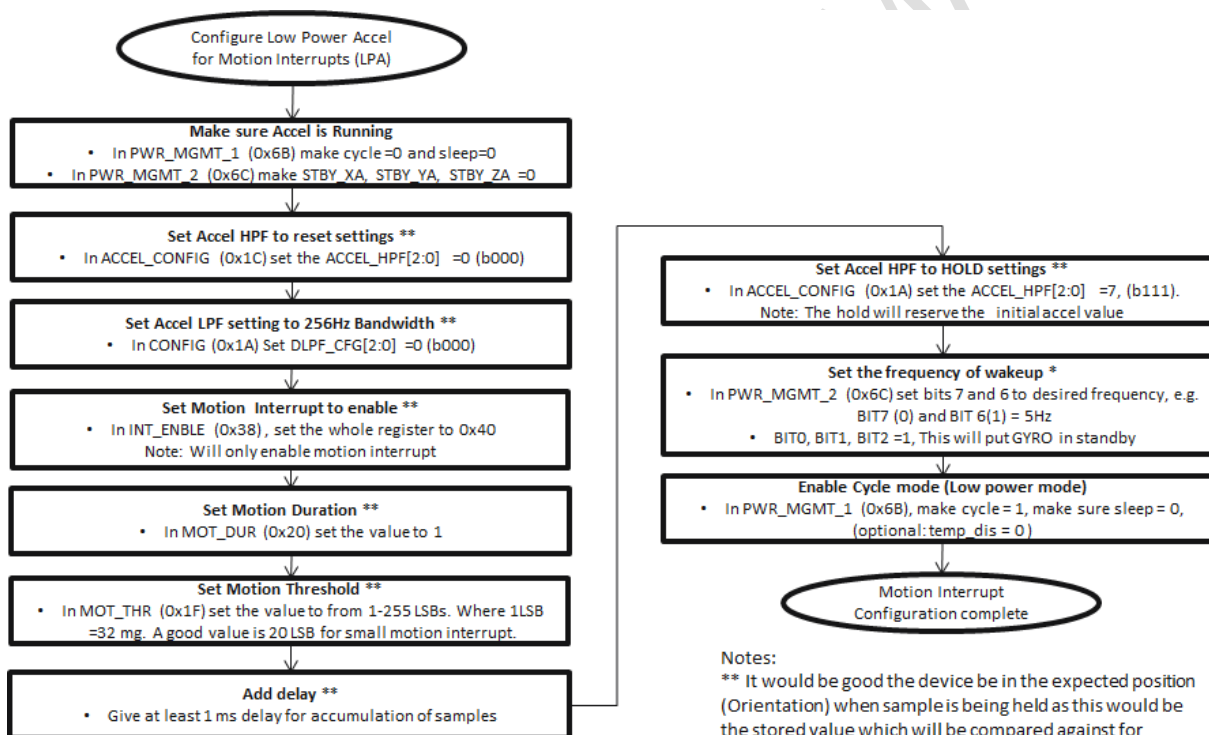 Configure Low Power Accel
for Motion Interrupts (LPA)
Make sure Accel is Running
• In PWR_MGMT_1 (0x6B) make cycle =0 and sleep=0
• In PWR_MGMT_2 (0x6C) make STBY_XA, STBY_YA, STBY_ZA =0
Set Accel HPF to reset settings **
• In ACCEL_CONFIG (0x1C) set the ACCEL_HPF[2:0] =0 (b000)
Set Accel LPF setting to 256Hz Bandwidth **
• In CONFIG (0x1A) Set DLPF_CFG[2:0] =0 (b000)
Set Motion Interrupt to enable **
• In INT_ENBLE (0x38), set the whole register to 0x40
Note: Will only enable motion interrupt
Set Motion Duration **
• In MOT_DUR (0x20) set the value to 1
Set Motion Threshold **
• In MOT_THR (0x1F) set the value to from 1-255 LSBs. Where 1LSB
=32 mg. A good value is 20 LSB for small motion interrupt.
Add delay **
• Give at least 1 ms delay for accumulation of samples
Set Accel HPF to HOLD settings **
• In ACCEL_CONFIG (0x1A) set the ACCEL_HPF[2:0] =7, (b111).
Note: The hold will reserve the initial accel value
Set the frequency of wakeup *
• In PWR_MGMT_2 (0x6C) set bits 7 and 6 to desired frequency, e.g.
BIT7 (0) and BIT 6(1) = 5Hz
• BIT0, BIT1, BIT2 =1, This will put GYRO in standby
Enable Cycle mode (Low power mode)
• In PWR_MGMT_1 (0x6B), make cycle = 1, make sure sleep = 0,
(optional: temp_dis = 0)
Motion Interrupt
Configuration complete
Notes:
** It would be good the device be in the expected position
(Orientation) when sample is being held as this would be
the stored value which will be compared against for